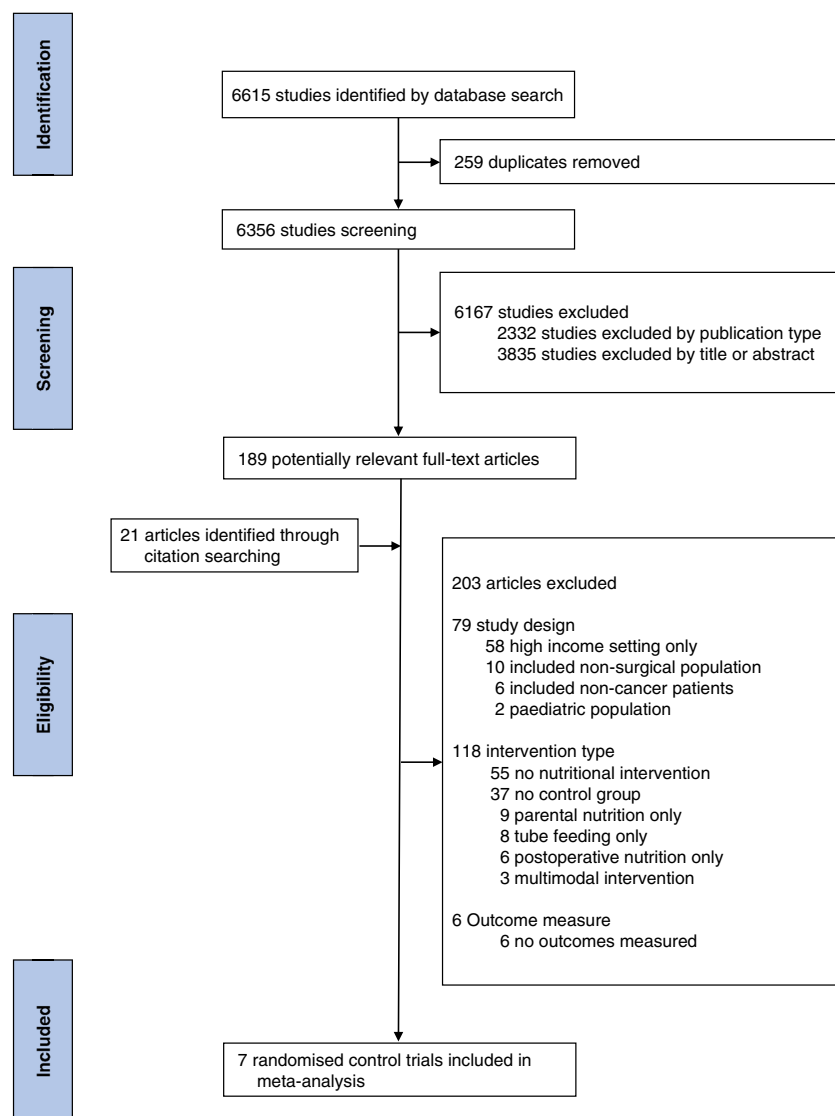 Identification
6615 studies identified by database search
259 duplicates removed
6356 studies screening
Screening
6167 studies excluded
2332 studies excluded by publication type
3835 studies excluded by title or abstract
189 potentially relevant full-text articles
21 articles identified through
citation searching
Eligibility
203 articles excluded
79 study design
58 high income setting only
10 included non-surgical population
6 included non-cancer patients
2 paediatric population
118 intervention type
55 no nutritional intervention
37 no control group
9 parental nutrition only
8 tube feeding only
6 postoperative nutrition only
3 multimodal intervention
6 Outcome measure
6 no outcomes measured
Included
7 randomised control trials included in
meta-analysis